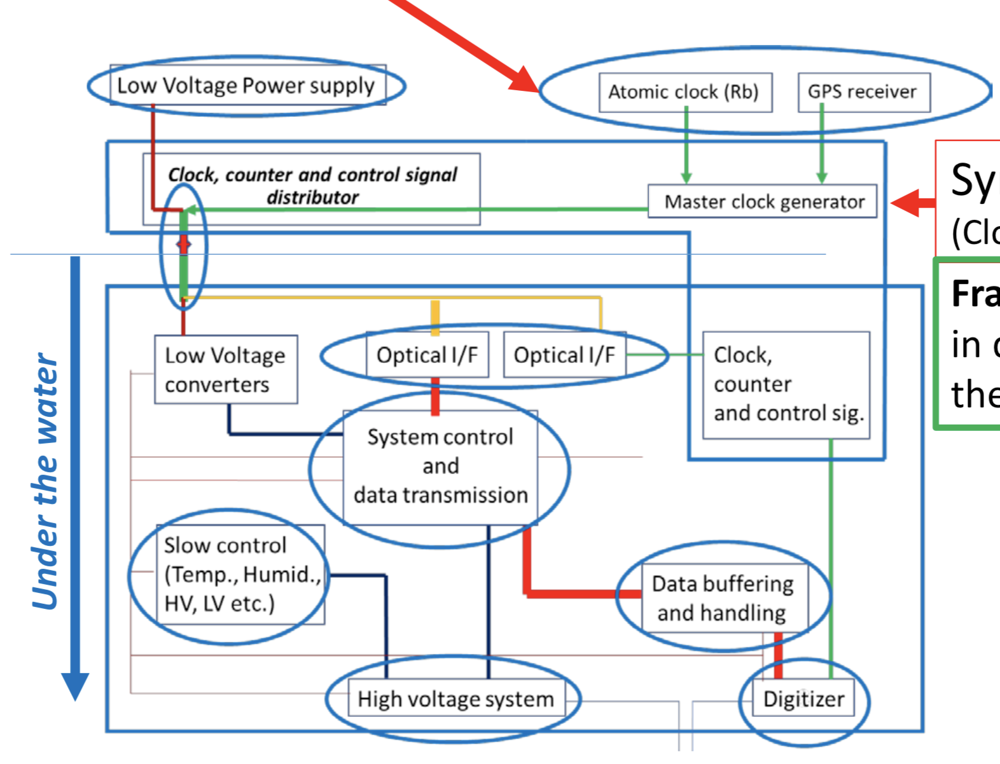 Low Voltage Power supply
Atomic clock (Rb)
GPS receiver
Clock, counter and control signal
distributor
Master clock generator
Under the water
Low Voltage
converters
Optical I/F
Optical I/F
Clock,
counter
and control sig.
System control
and
data transmission
Slow control
(Temp., Humid.,
HV, LV etc.)
Data buffering
and handling
High voltage system
Digitizer
in